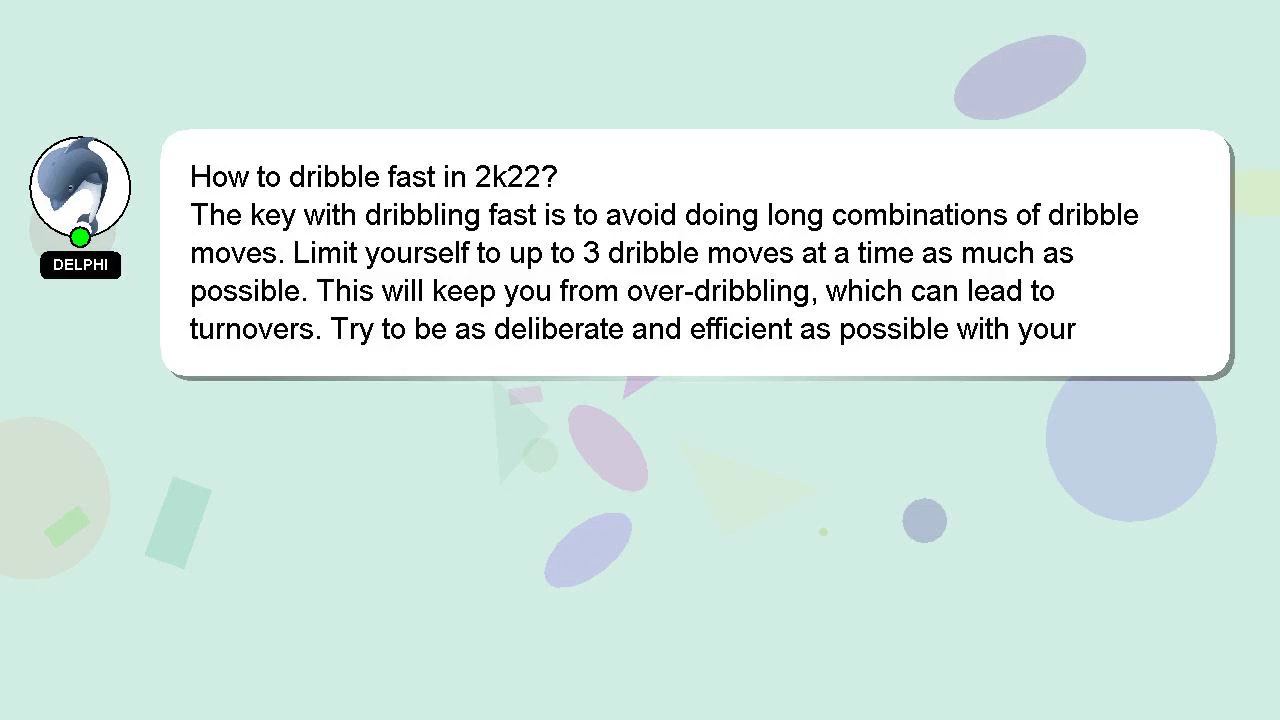 How to dribble fast in 2k22?
The key with dribbling fast is to avoid doing long combinations of dribble
moves. Limit yourself to up to 3 dribble moves at a time as much as
possible. This will keep you from over-dribbling, which can lead to
turnovers. Try to be as deliberate and efficient as possible with your
DELPHI